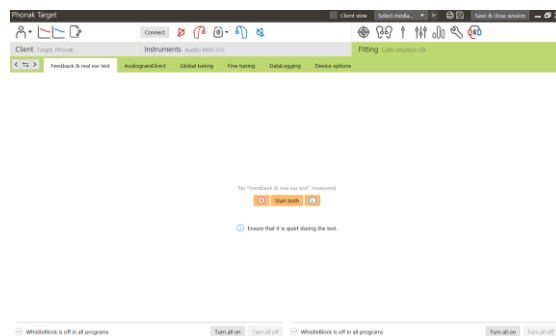 Phonak Target
Client view Select media... Save & close session
Connect
Client Target, Phonak Instruments Audéo M90-312 Fitting Calm situation
Feedback & real ear test AudiogramDirect Global tuning Fine tuning DataLogging Device options
No "Feedback & real ear test" measured
Start both
Ensure that it is quiet during the test.
WhistleBlock is off in all programs Turn all on Turn all off WhistleBlock is off in all programs Turn all on Turn all off